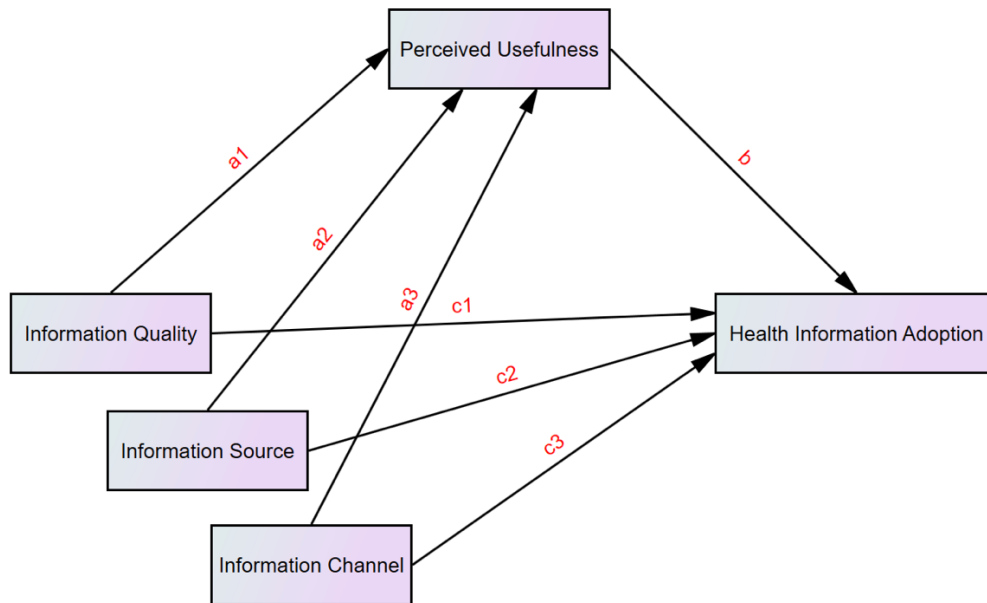 Perceived Usefulness
a1
b
a2
a3
c1
Information Quality
Health Information Adoption
c2
Information Source
c3
Information Channel